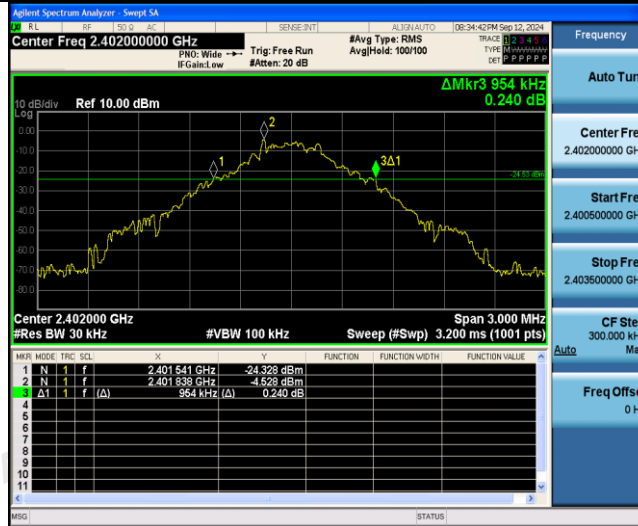 Agilent Spectrum Analyzer - Swept SA
RL RF 50 Ω AC SENSE:INT ALIGNAUTO 08:34:42 PM Sep 12, 2024
Center Freq 2.402000000 GHz
PNO: Wide
IFGain:Low
Trig: Free Run
#Atten: 20 dB
#Avg Type: RMS
Avg|Hold: 100/100
TRACE 1 2 3 4 5 6
TYPE M
DET P P P P P P
ΔMkr3 954 kHz
0.240 dB
10 dB/div Ref 10.00 dBm
Log
0.00
-10.0
-20.0
-30.0
-40.0
-50.0
-60.0
-70.0
-80.0
1
2
3Δ1
-24.53 dBm
Center 2.402000 GHz Span 3.000 MHz
#Res BW 30 kHz #VBW 100 kHz Sweep (#Swp) 3.200 ms (1001 pts)
MKR MODE TRC SCL X Y FUNCTION FUNCTION WIDTH FUNCTION VALUE
1 N 1 f 2.401 541 GHz -24.328 dBm
2 N 1 f 2.401 838 GHz -4.528 dBm
3 Δ1 1 f (Δ) 954 kHz (Δ) 0.240 dB
4
5
6
7
8
9
10
11
MSG STATUS
Frequency
Auto Tun
Center Fre
2.402000000 GH
Start Fre
2.400500000 GH
Stop Fre
2.403500000 GH
CF Ste
300.000 kH
Auto Ma
Freq Offse
0 H